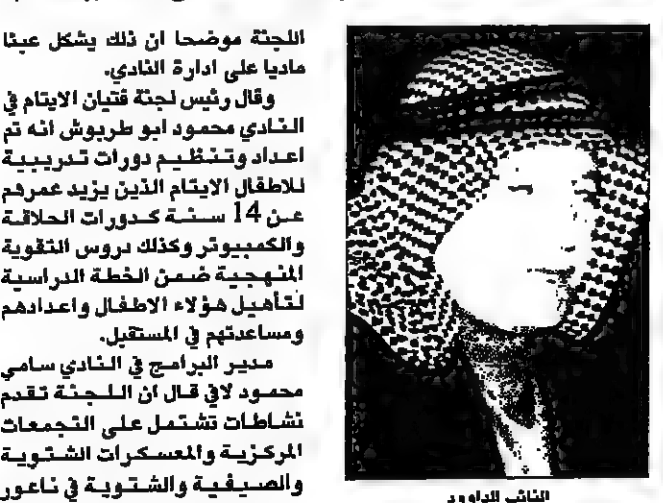 اللجنة موضحا ان ذلك يشكل عبئا
ماديا على ادارة النادي.
وقال رئيس لجنة فتيان الايتام في
النادي محمود ابو طربوش انه تم
اعداد وتنظيم دورات تدريبية
للاطفال الايتام الذين يزيد عمرهم
عن 14 سنة كدورات الحلاقة
والكمبيوتر وكذلك دروس التقوية
المنهجية ضمن الخطة الدراسية
لتأهيل هؤلاء الاطفال واعدادهم
ومساعدتهم في المستقبل.
مدير البرامج في النادي سامي
محمود لافي قال ان اللجنة تقدم
نشاطات تشتمل على التجمعات
المركزية والمعسكرات الشتوية
والصيفية والشتوية في ناعور
النائب الداوود